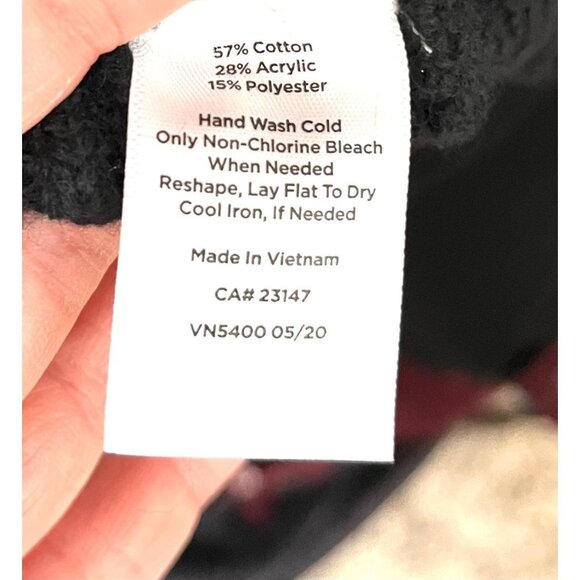 57% Cotton
28% Acrylic
15% Polyester
Hand Wash Cold
Only Non-Chlorine Bleach
When Needed
Reshape, Lay Flat To Dry
Cool Iron, If Needed
Made In Vietnam
CA# 23147
VN5400 05/20